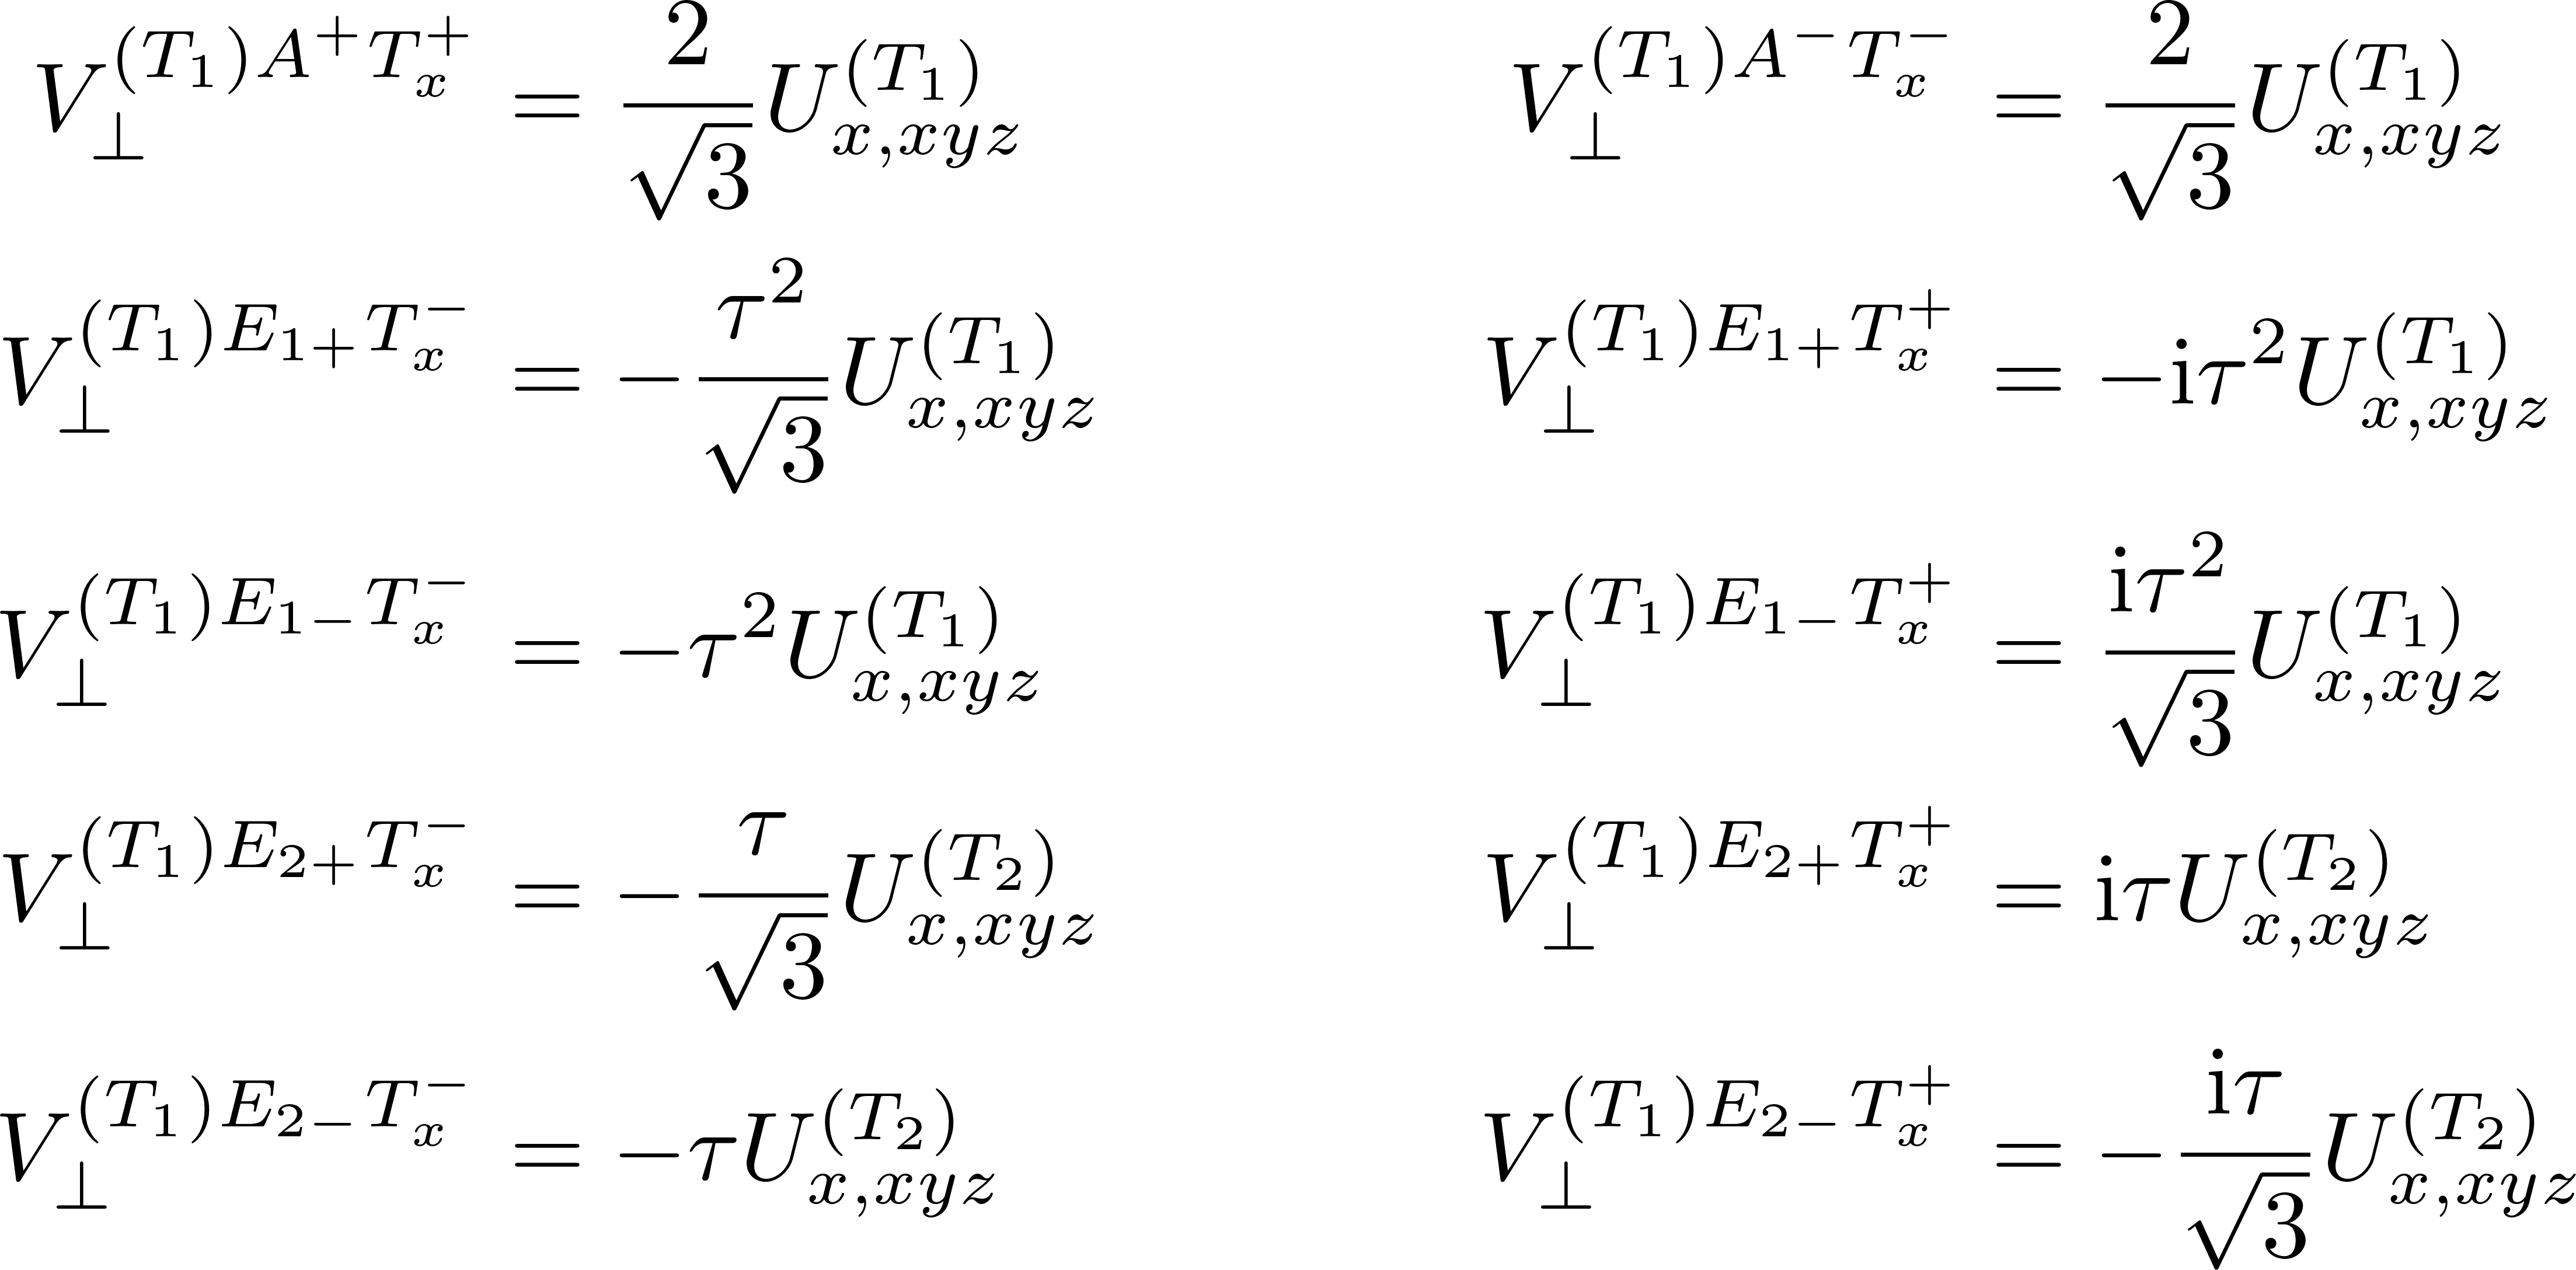 $V_{\perp}^{(T_1)A^+T_x^+} = \frac{2}{\sqrt{3}} U_{x,xyz}^{(T_1)}$ $V_{\perp}^{(T_1)A^-T_x^-} = \frac{2}{\sqrt{3}} U_{x,xyz}^{(T_1)}$
$V_{\perp}^{(T_1)E_{1+}T_x^-} = -\frac{\tau^2}{\sqrt{3}} U_{x,xyz}^{(T_1)}$ $V_{\perp}^{(T_1)E_{1+}T_x^+} = -\mathrm{i}\tau^2 U_{x,xyz}^{(T_1)}$
$V_{\perp}^{(T_1)E_{1-}T_x^-} = -\tau^2 U_{x,xyz}^{(T_1)}$ $V_{\perp}^{(T_1)E_{1-}T_x^+} = \frac{\mathrm{i}\tau^2}{\sqrt{3}} U_{x,xyz}^{(T_1)}$
$V_{\perp}^{(T_1)E_{2+}T_x^-} = -\frac{\tau}{\sqrt{3}} U_{x,xyz}^{(T_2)}$ $V_{\perp}^{(T_1)E_{2+}T_x^+} = \mathrm{i}\tau U_{x,xyz}^{(T_2)}$
$V_{\perp}^{(T_1)E_{2-}T_x^-} = -\tau U_{x,xyz}^{(T_2)}$ $V_{\perp}^{(T_1)E_{2-}T_x^+} = -\frac{\mathrm{i}\tau}{\sqrt{3}} U_{x,xyz}^{(T_2)}$